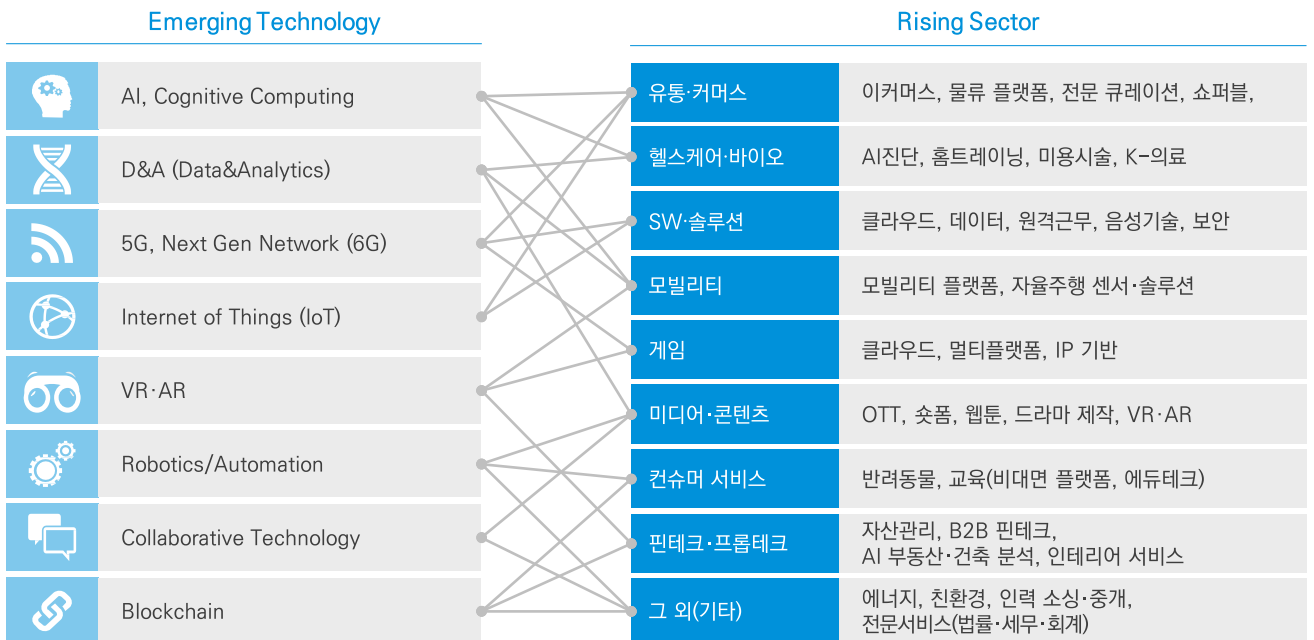 Emerging Technology
Rising Sector
AI, Cognitive Computing
D&A (Data&Analytics)
5G, Next Gen Network (6G)
Internet of Things (IoT)
VR·AR
Robotics/Automation
Collaborative Technology
Blockchain
유통·커머스
이커머스, 물류 플랫폼, 전문 큐레이션, 쇼퍼블,
헬스케어·바이오
AI진단, 홈트레이닝, 미용시술, K-의료
SW·솔루션
클라우드, 데이터, 원격근무, 음성기술, 보안
모빌리티
모빌리티 플랫폼, 자율주행 센서·솔루션
게임
클라우드, 멀티플랫폼, IP 기반
미디어·콘텐츠
OTT, 숏폼, 웹툰, 드라마 제작, VR·AR
컨슈머 서비스
반려동물, 교육(비대면 플랫폼, 에듀테크)
핀테크·프롭테크
자산관리, B2B 핀테크,
AI 부동산·건축 분석, 인테리어 서비스
그 외(기타)
에너지, 친환경, 인력 소싱·중개,
전문서비스(법률·세무·회계)